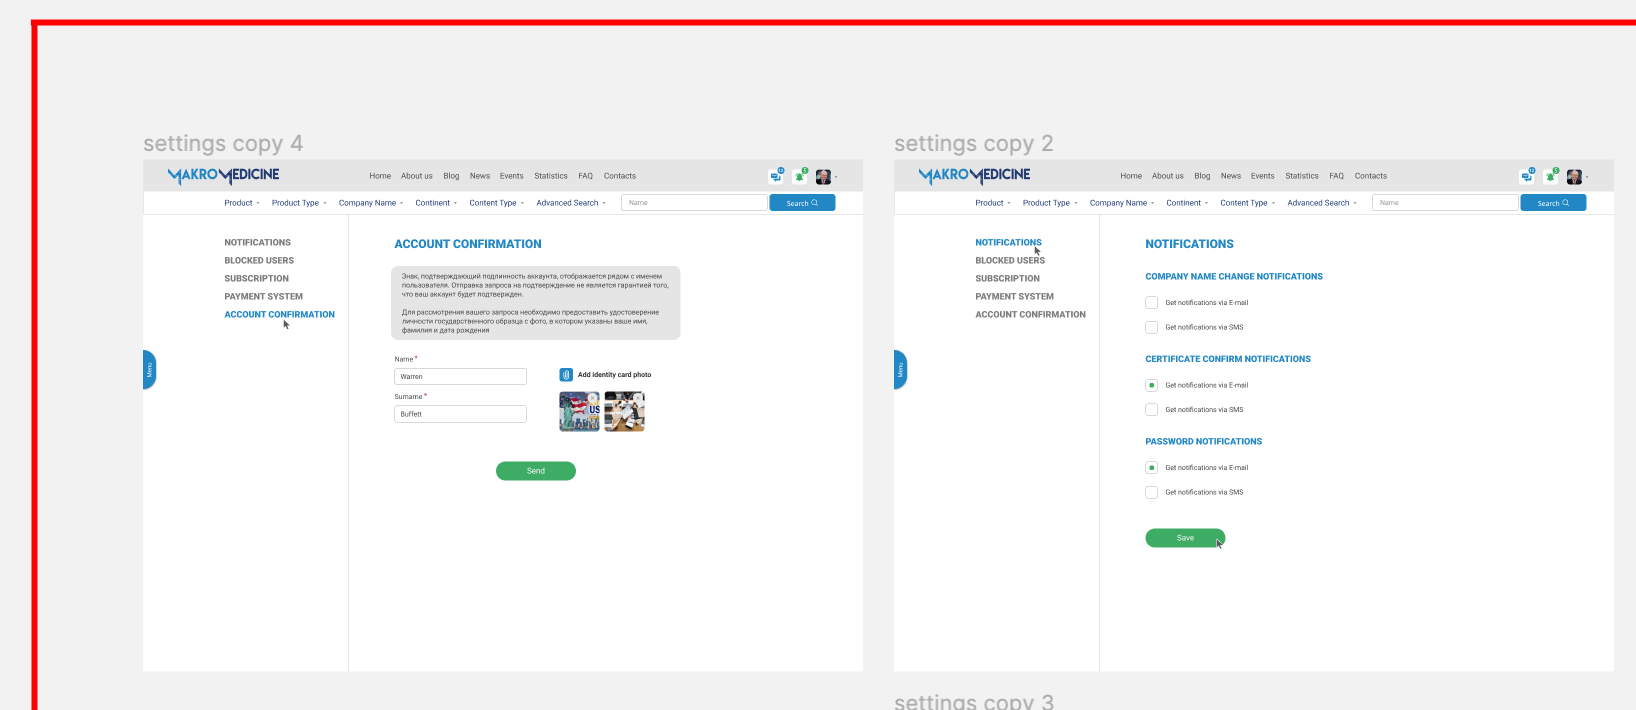 settings copy 4
MAKROMEDICINE
Home About us Blog News Events Statistics FAQ Contacts
Product Product Type Company Name Continent Content Type Advanced Search Name Search
NOTIFICATIONS
BLOCKED USERS
SUBSCRIPTION
PAYMENT SYSTEM
ACCOUNT CONFIRMATION
Menu
ACCOUNT CONFIRMATION
Знак, подтверждающий подлинность аккаунта, отображается рядом с именем
пользователя. Отправка запроса на подтверждение не является гарантией того,
что ваш аккаунт будет подтвержден.
Для рассмотрения вашего запроса необходимо предоставить удостоверение
личности государственного образца с фото, в котором указаны ваше имя,
фамилия и дата рождения
Name*
Warren
Surname*
Buffett
Add identity card photo
US
Send
settings copy 2
MAKROMEDICINE
Home About us Blog News Events Statistics FAQ Contacts
Product Product Type Company Name Continent Content Type Advanced Search Name Search
NOTIFICATIONS
BLOCKED USERS
SUBSCRIPTION
PAYMENT SYSTEM
ACCOUNT CONFIRMATION
Menu
NOTIFICATIONS
COMPANY NAME CHANGE NOTIFICATIONS
Get notifications via E-mail
Get notifications via SMS
CERTIFICATE CONFIRM NOTIFICATIONS
Get notifications via E-mail
Get notifications via SMS
PASSWORD NOTIFICATIONS
Get notifications via E-mail
Get notifications via SMS
Save
settings copy 3